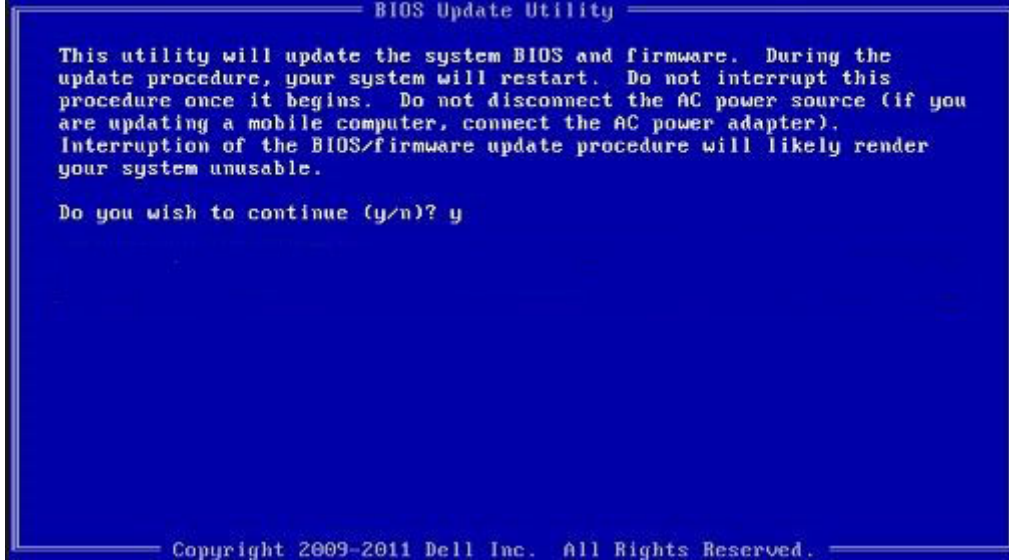 BIOS Update Utility
This utility will update the system BIOS and firmware. During the
update procedure, your system will restart. Do not interrupt this
procedure once it begins. Do not disconnect the AC power source (if you
are updating a mobile computer, connect the AC power adapter).
Interruption of the BIOS/firmware update procedure will likely render
your system unusable.
Do you wish to continue (y/n)? y
Copyright 2009-2011 Dell Inc. All Rights Reserved.